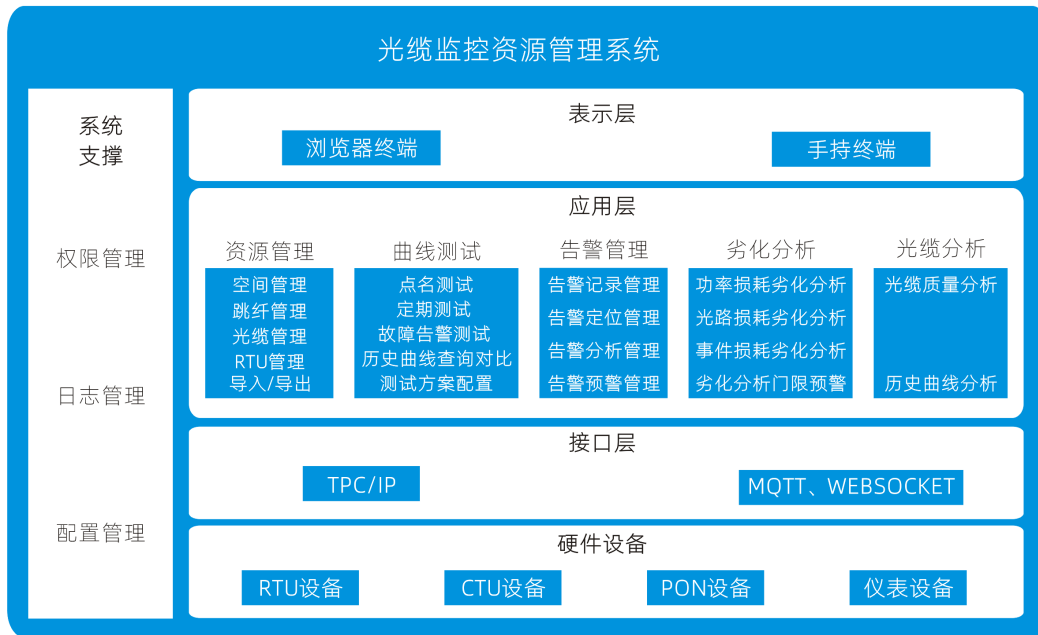 光缆监控资源管理系统
系统
支撑
权限管理
日志管理
配置管理
表示层
浏览器终端
手持终端
应用层
资源管理
空间管理
跳纤管理
光缆管理
RTU管理
导入/导出
曲线测试
点名测试
定期测试
故障告警测试
历史曲线查询对比
测试方案配置
告警管理
告警记录管理
告警定位管理
告警分析管理
告警预警管理
劣化分析
功率损耗劣化分析
光路损耗劣化分析
事件损耗劣化分析
劣化分析门限预警
光缆分析
光缆质量分析
历史曲线分析
接口层
TPC/IP
MQTT、WEBSOCKET
硬件设备
RTU设备
CTU设备
PON设备
仪表设备